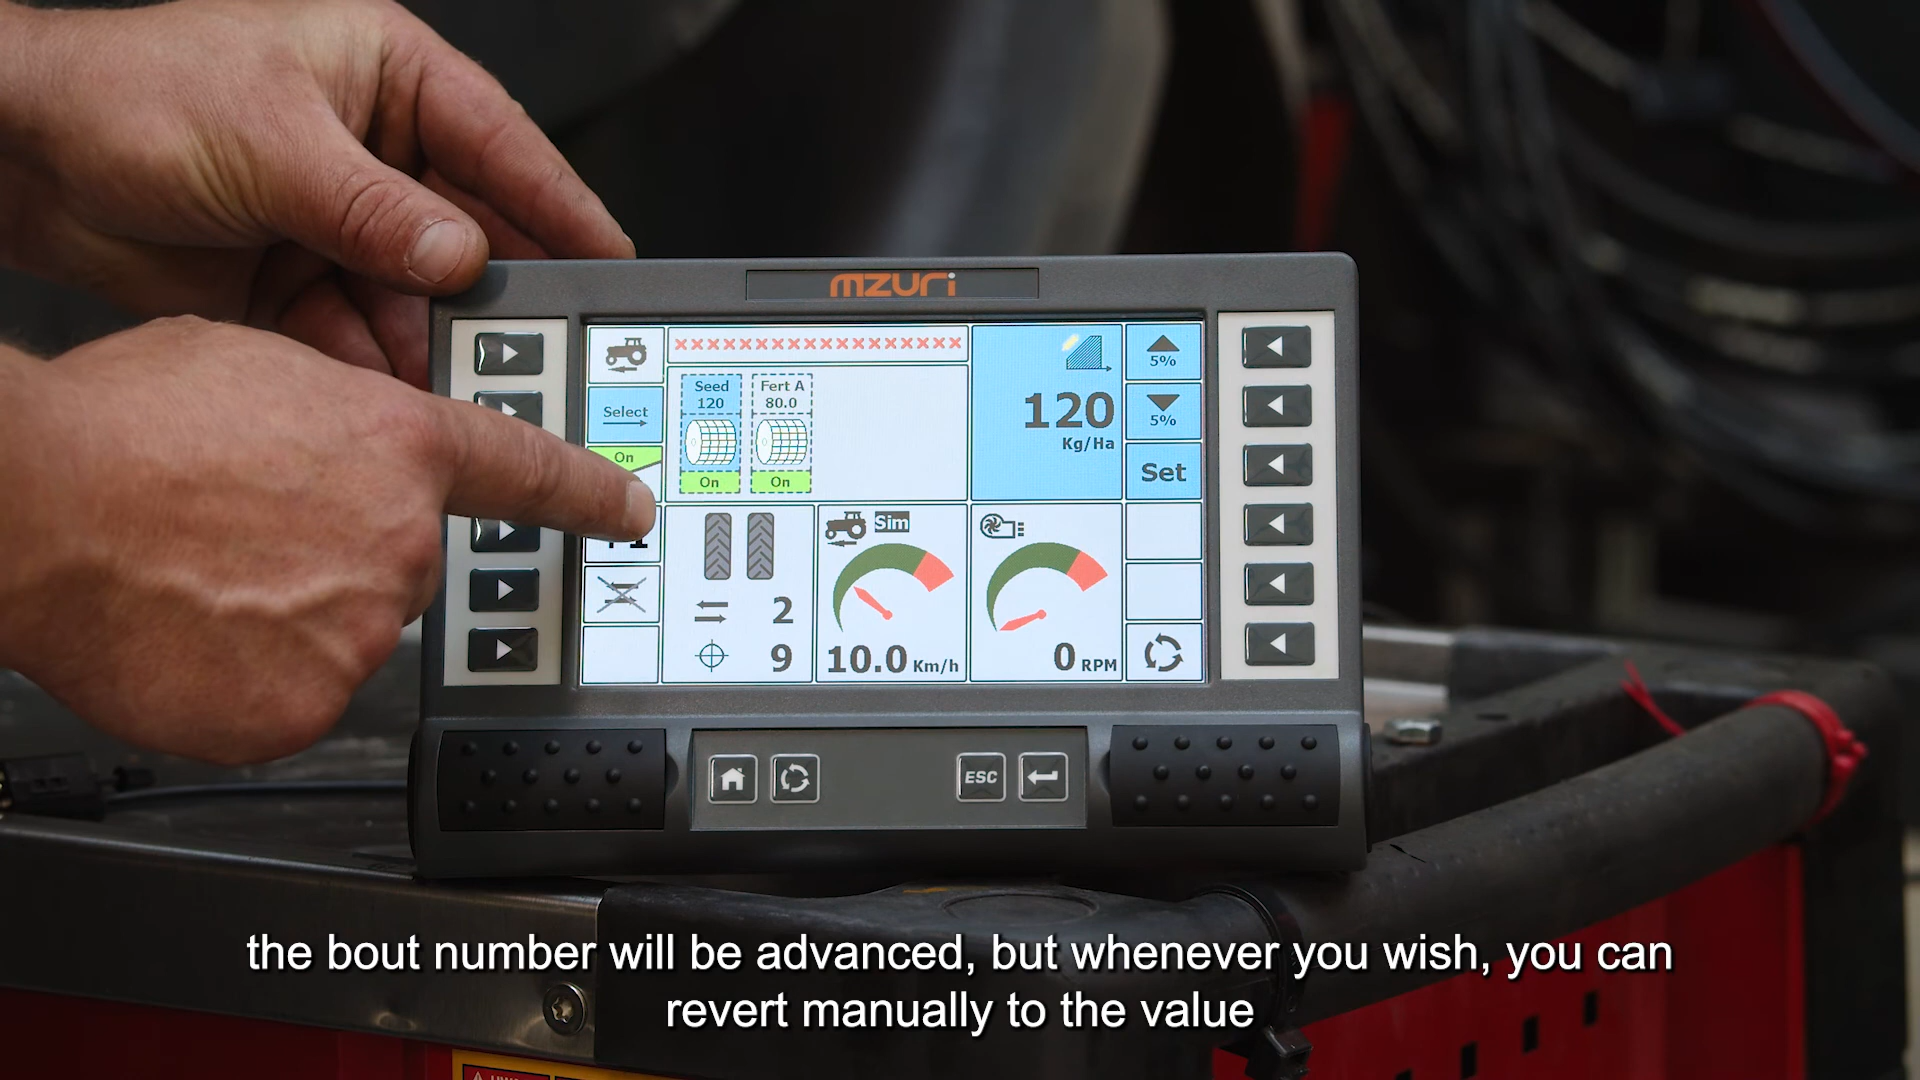 mzuri
Select
On
+1
xxxxxxxxxxxxxxxxxx
Seed
120
On
Fert A
80.0
On
120
Kg/Ha
5%
5%
Set
2
9
Sim
10.0 Km/h
0 RPM
ESC
the bout number will be advanced, but whenever you wish, you can
revert manually to the value